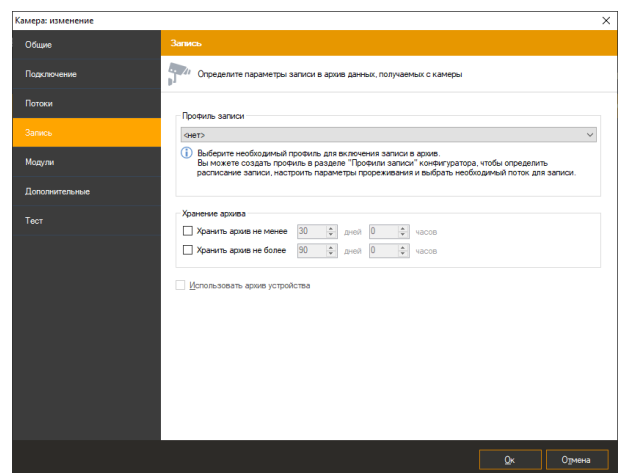 Камера: изменение
Общие
Подключение
Потоки
Запись
Модули
Дополнительные
Тест
Запись
Определите параметры записи в архив данных, получаемых с камеры
Профиль записи
<нет>
Выберите необходимый профиль для включения записи в архив.
Вы можете создать профиль в разделе "Профили записи" конфигуратора, чтобы определить
расписание записи, настроить параметры прореживания и выбрать необходимый поток для записи.
Хранение архива
Хранить архив не менее 30 дней 0 часов
Хранить архив не более 90 дней 0 часов
Использовать архив устройства
Ок Отмена